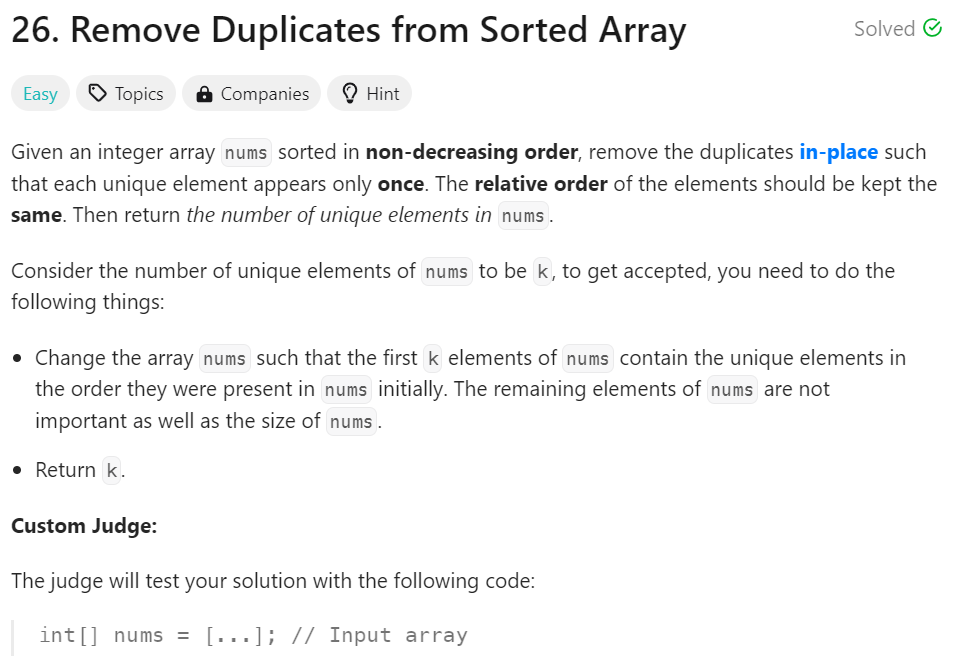 26. Remove Duplicates from Sorted Array
Solved
Easy Topics Companies Hint
Given an integer array nums sorted in non-decreasing order, remove the duplicates in-place such
that each unique element appears only once. The relative order of the elements should be kept the
same. Then return the number of unique elements in nums.
Consider the number of unique elements of nums to be k, to get accepted, you need to do the
following things:
• Change the array nums such that the first k elements of nums contain the unique elements in
the order they were present in nums initially. The remaining elements of nums are not
important as well as the size of nums.
• Return k.
Custom Judge:
The judge will test your solution with the following code:
int[] nums = [...]; // Input array